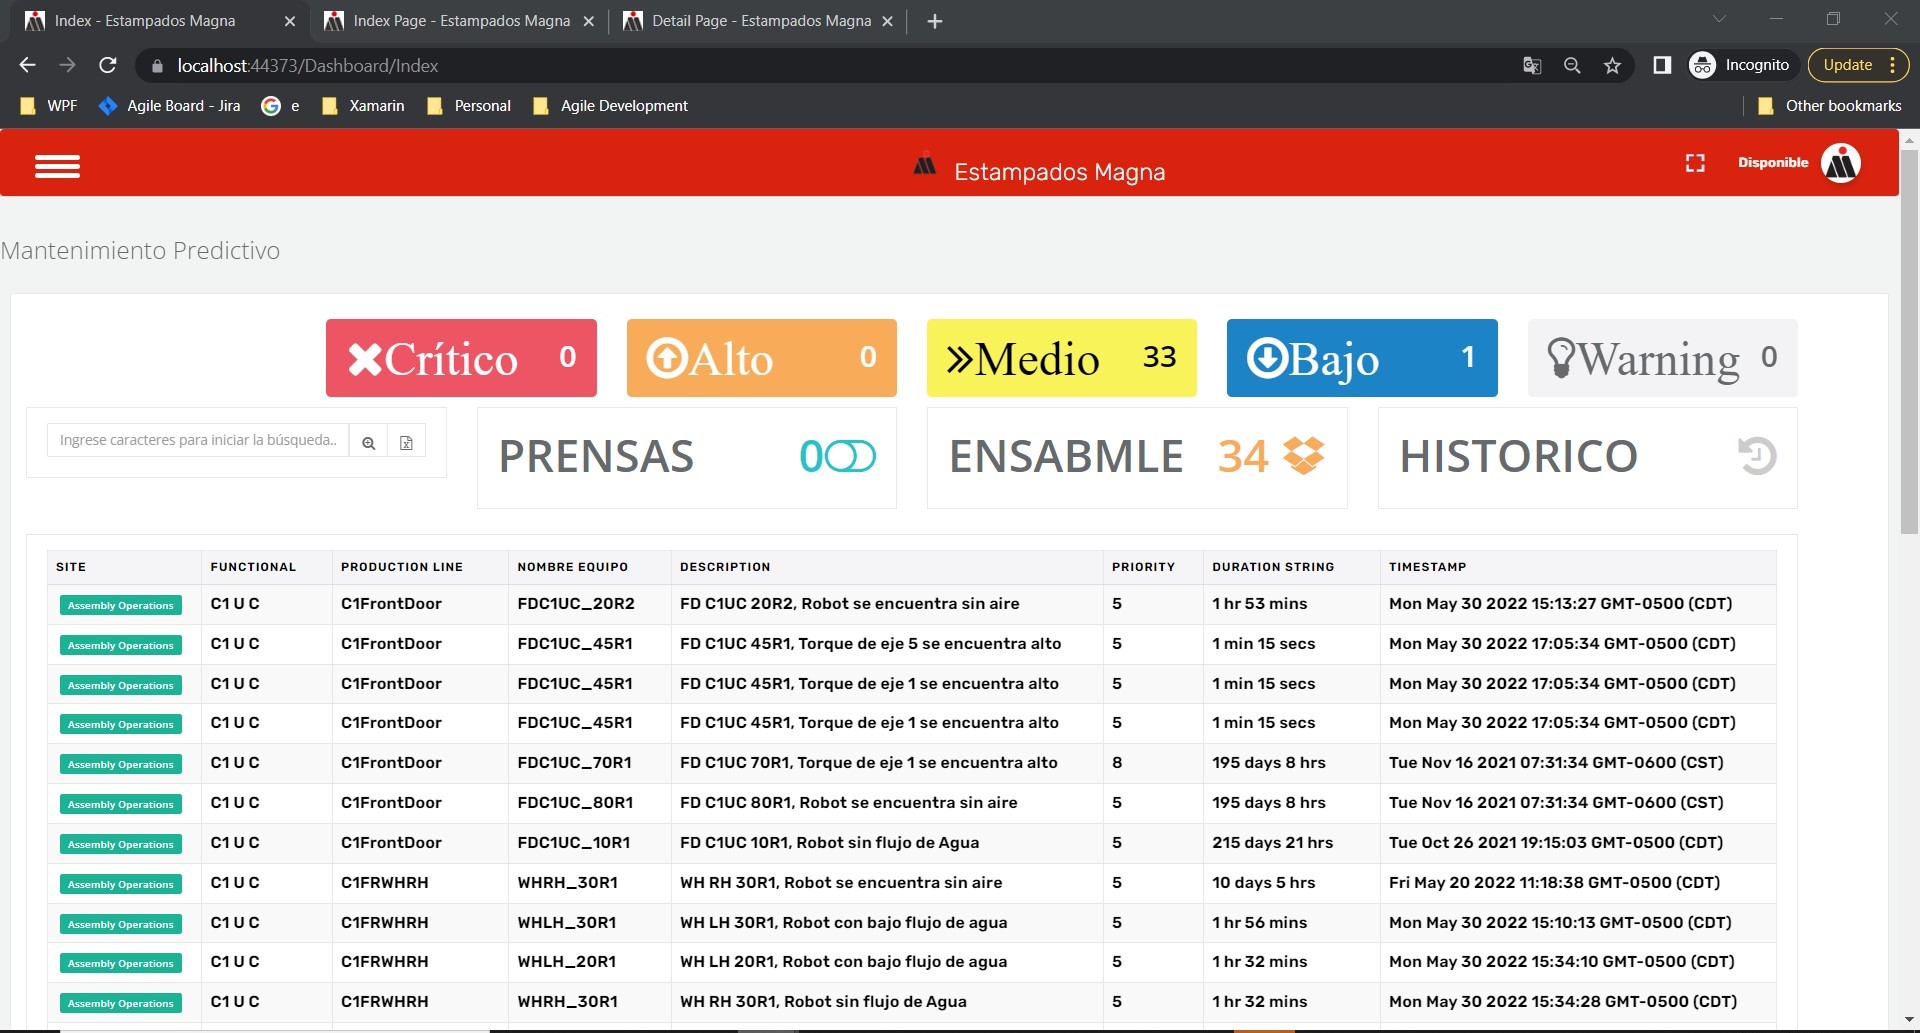 Index - Estampados Magna
Index Page - Estampados Magna
Detail Page - Estampados Magna
localhost:44373/Dashboard/Index
Incognito
Update
WPF
Agile Board - Jira
e
Xamarin
Personal
Agile Development
Other bookmarks
Estampados Magna
Disponible
Mantenimiento Predictivo
Crítico 0
Alto 0
Medio 33
Bajo 1
Warning 0
Ingrese caracteres para iniciar la búsqueda..
PRENSAS 0
ENSABMLE 34
HISTORICO
SITE FUNCTIONAL PRODUCTION LINE NOMBRE EQUIPO DESCRIPTION PRIORITY DURATION STRING TIMESTAMP
Assembly Operations C1 U C C1FrontDoor FDC1UC_20R2 FD C1UC 20R2, Robot se encuentra sin aire 5 1 hr 53 mins Mon May 30 2022 15:13:27 GMT-0500 (CDT)
Assembly Operations C1 U C C1FrontDoor FDC1UC_45R1 FD C1UC 45R1, Torque de eje 5 se encuentra alto 5 1 min 15 secs Mon May 30 2022 17:05:34 GMT-0500 (CDT)
Assembly Operations C1 U C C1FrontDoor FDC1UC_45R1 FD C1UC 45R1, Torque de eje 1 se encuentra alto 5 1 min 15 secs Mon May 30 2022 17:05:34 GMT-0500 (CDT)
Assembly Operations C1 U C C1FrontDoor FDC1UC_45R1 FD C1UC 45R1, Torque de eje 1 se encuentra alto 5 1 min 15 secs Mon May 30 2022 17:05:34 GMT-0500 (CDT)
Assembly Operations C1 U C C1FrontDoor FDC1UC_70R1 FD C1UC 70R1, Torque de eje 1 se encuentra alto 8 195 days 8 hrs Tue Nov 16 2021 07:31:34 GMT-0600 (CST)
Assembly Operations C1 U C C1FrontDoor FDC1UC_80R1 FD C1UC 80R1, Robot se encuentra sin aire 5 195 days 8 hrs Tue Nov 16 2021 07:31:34 GMT-0600 (CST)
Assembly Operations C1 U C C1FrontDoor FDC1UC_10R1 FD C1UC 10R1, Robot sin flujo de Agua 5 215 days 21 hrs Tue Oct 26 2021 19:15:03 GMT-0500 (CDT)
Assembly Operations C1 U C C1FRWHRH WHRH_30R1 WH RH 30R1, Robot se encuentra sin aire 5 10 days 5 hrs Fri May 20 2022 11:18:38 GMT-0500 (CDT)
Assembly Operations C1 U C C1FRWHRH WHLH_30R1 WH LH 30R1, Robot con bajo flujo de agua 5 1 hr 56 mins Mon May 30 2022 15:10:13 GMT-0500 (CDT)
Assembly Operations C1 U C C1FRWHRH WHLH_20R1 WH LH 20R1, Robot con bajo flujo de agua 5 1 hr 32 mins Mon May 30 2022 15:34:10 GMT-0500 (CDT)
Assembly Operations C1 U C C1FRWHRH WHRH_30R1 WH RH 30R1, Robot sin flujo de Agua 5 1 hr 32 mins Mon May 30 2022 15:34:28 GMT-0500 (CDT)